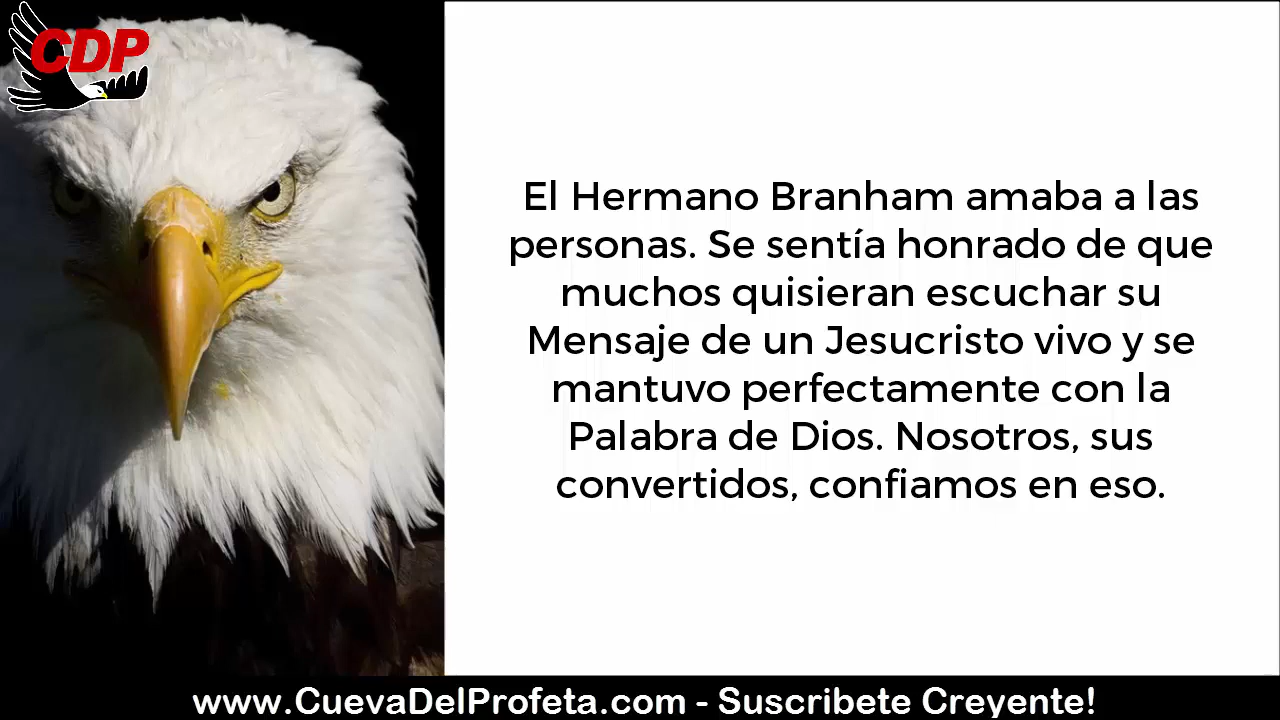 CDP
El Hermano Branham amaba a las
personas. Se sentía honrado de que
muchos quisieran escuchar su
Mensaje de un Jesucristo vivo y se
mantuvo perfectamente con la
Palabra de Dios. Nosotros, sus
convertidos, confiamos en eso.
www.CuevaDelProfeta.com - Suscribete Creyente!